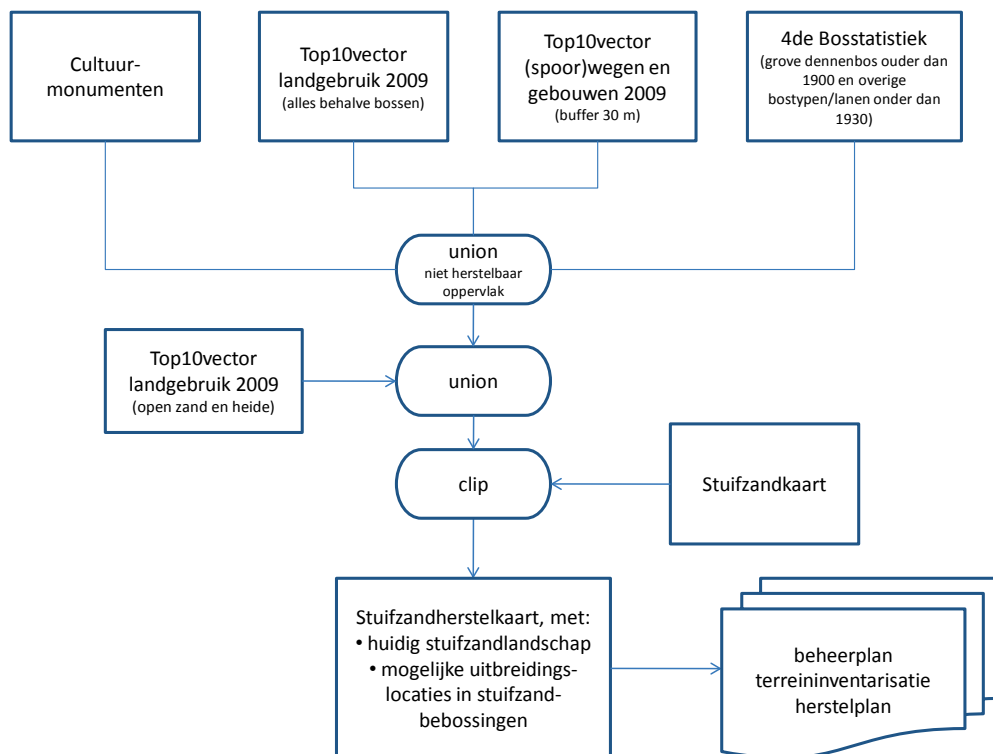 Cultuur-
monumenten
Top10vector
landgebruik 2009
(alles behalve bossen)
Top10vector
(spoor)wegen en
gebouwen 2009
(buffer 30 m)
4de Bosstatistiek
(grove dennenbos ouder dan
1900 en overige
bostypen/lanen onder dan
1930)
union
niet herstelbaar
oppervlak
Top10vector
landgebruik 2009
(open zand en heide)
union
clip
Stuifzandkaart
Stuifzandherstelkaart, met:
• huidig stuifzandlandschap
• mogelijke uitbreidings-
locaties in stuifzand-
bebossingen
beheerplan
terreininventarisatie
herstelplan